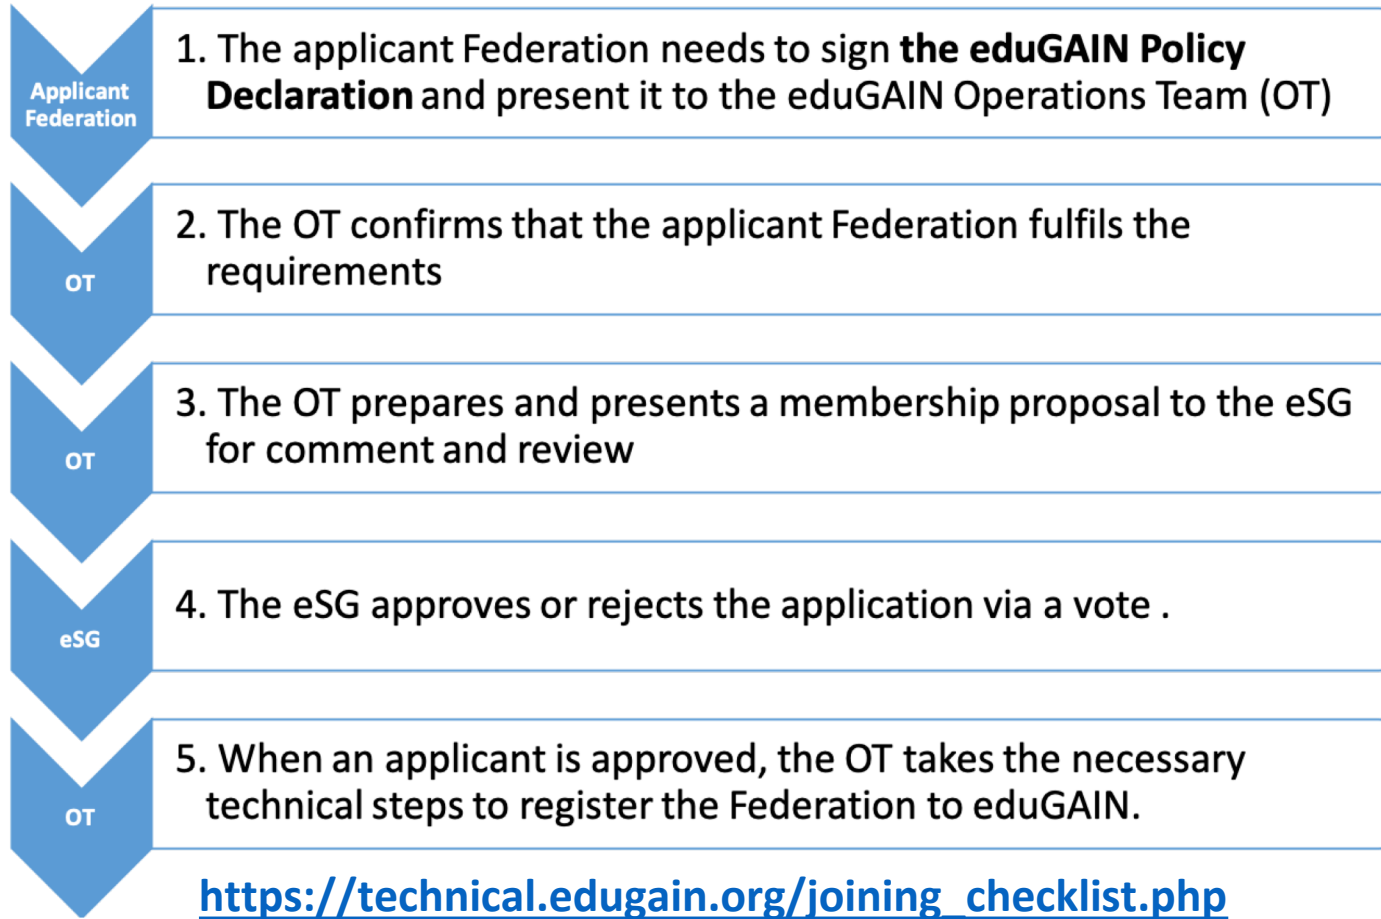 Applicant
Federation
1. The applicant Federation needs to sign the eduGAIN Policy
Declaration and present it to the eduGAIN Operations Team (OT)
OT
2. The OT confirms that the applicant Federation fulfils the
requirements
OT
3. The OT prepares and presents a membership proposal to the eSG
for comment and review
eSG
4. The eSG approves or rejects the application via a vote .
OT
5. When an applicant is approved, the OT takes the necessary
technical steps to register the Federation to eduGAIN.
https://technical.edugain.org/joining_checklist.php